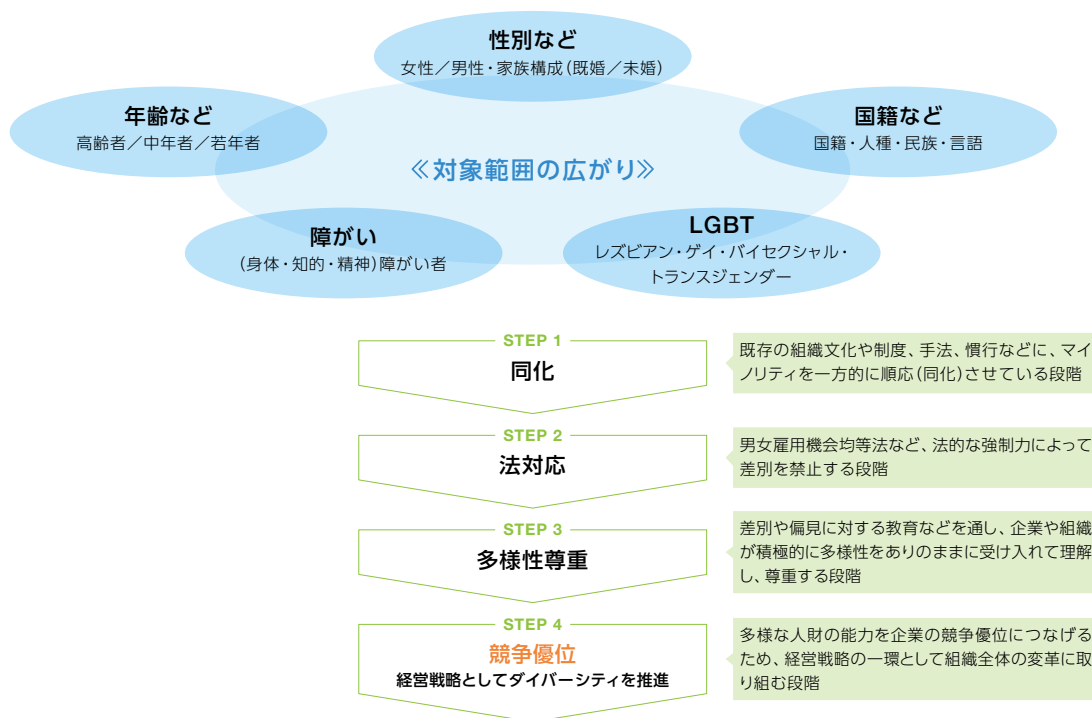 性別など
女性／男性・家族構成（既婚／未婚）
年齢など
高齢者／中年者／若年者
国籍など
国籍・人種・民族・言語
≪対象範囲の広がり≫
障がい
（身体・知的・精神）障がい者
LGBT
レズビアン・ゲイ・バイセクシャル・
トランスジェンダー
STEP 1
同化
既存の組織文化や制度、手法、慣行などに、マイ
ノリティを一方的に順応（同化）させている段階
STEP 2
法対応
男女雇用機会均等法など、法的な強制力によって
差別を禁止する段階
STEP 3
多様性尊重
差別や偏見に対する教育などを通し、企業や組織
が積極的に多様性をありのままに受け入れて理解
し、尊重する段階
STEP 4
競争優位
経営戦略としてダイバーシティを推進
多様な人財の能力を企業の競争優位につなげる
ため、経営戦略の一環として組織全体の変革に取
り組む段階